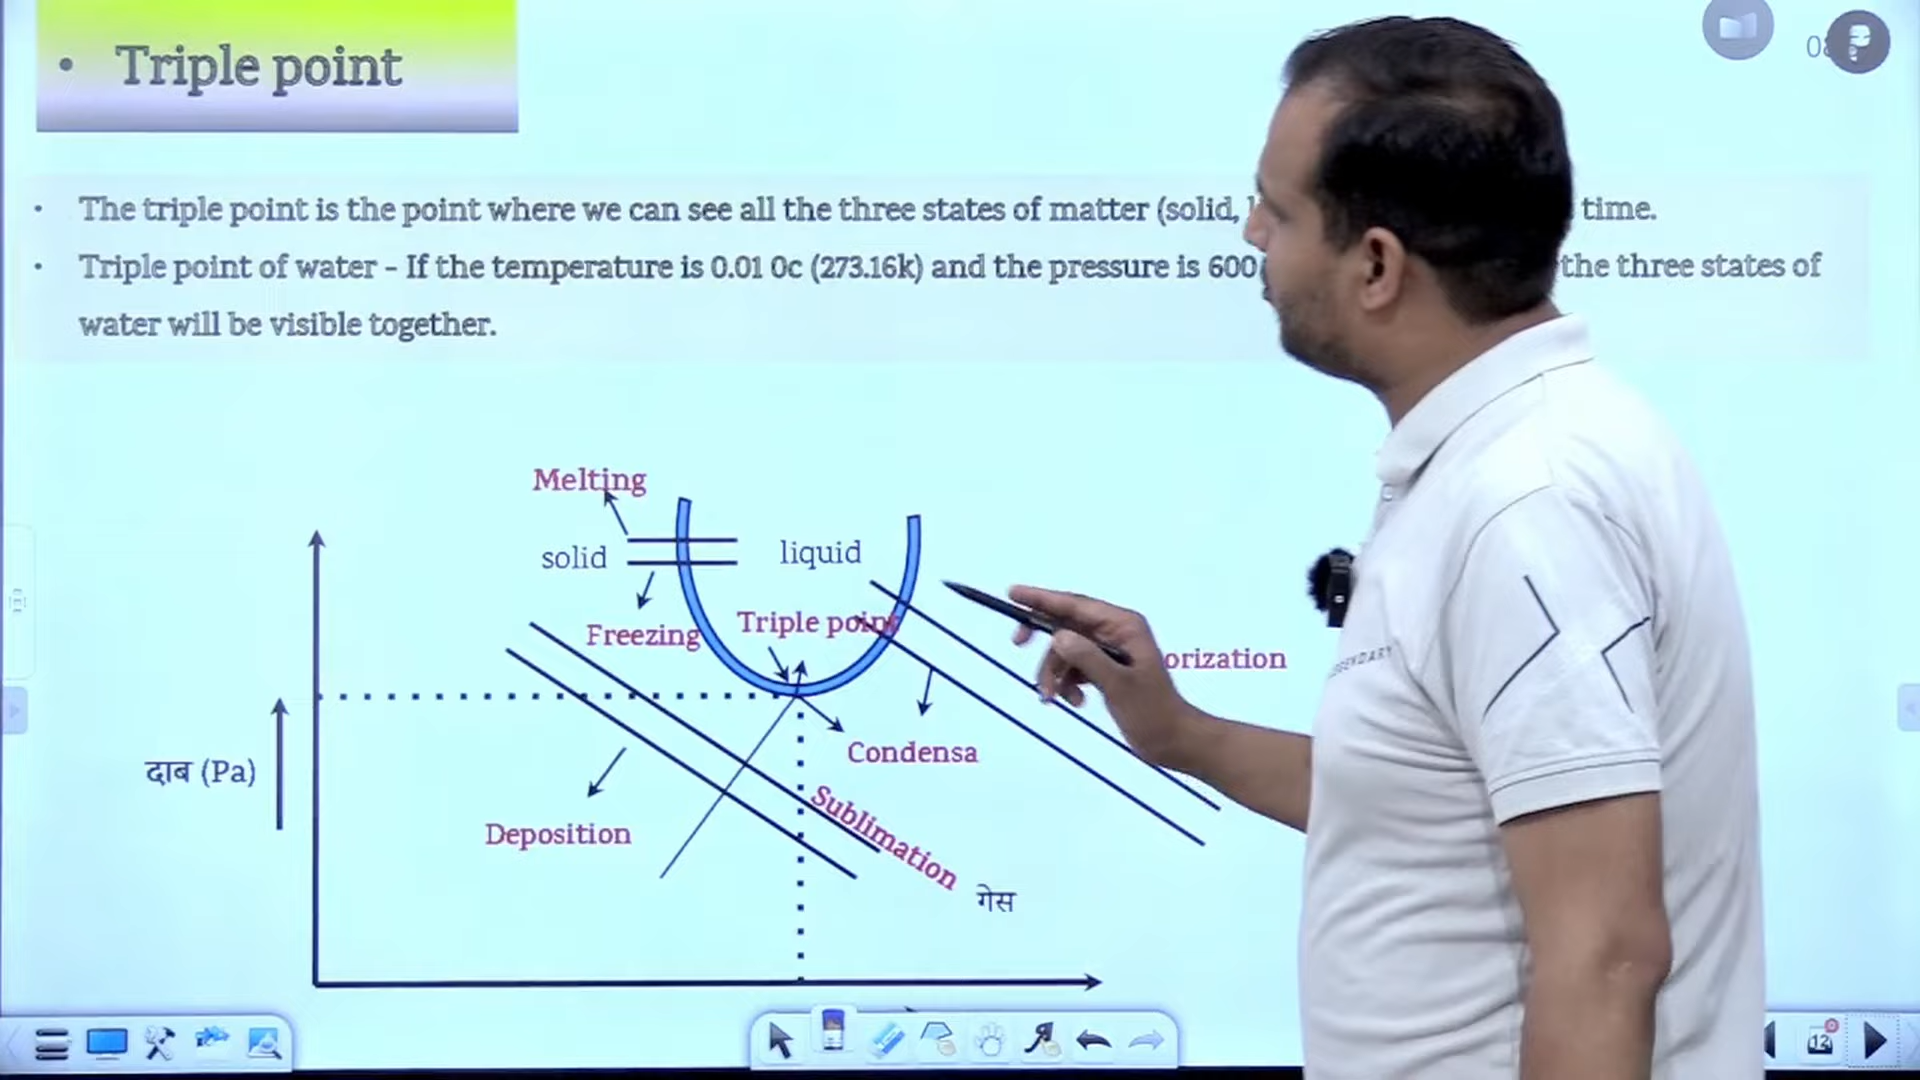 • Triple point
• The triple point is the point where we can see all the three states of matter (solid, time.
• Triple point of water - If the temperature is 0.01 0c (273.16k) and the pressure is 600 the three states of
water will be visible together.
Melting
solid
liquid
Freezing
Triple point
orization
Condensa
दाब (Pa)
Deposition
Sublimation
गेस
12